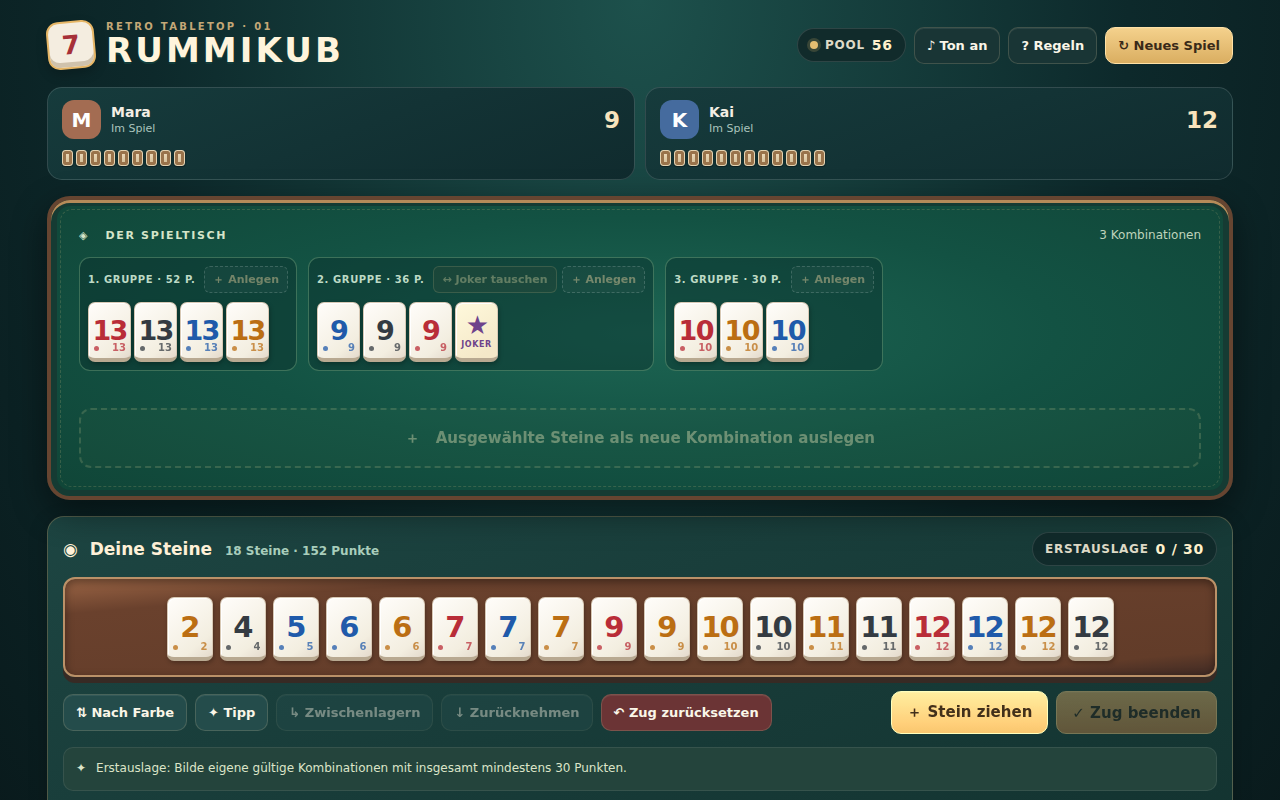 7
RETRO TABLETOP · 01
RUMMIKUB
POOL 56
♪ Ton an
? Regeln
↻ Neues Spiel
M
Mara
Im Spiel
9
K
Kai
Im Spiel
12
◈ DER SPIELTISCH
3 Kombinationen
1. GRUPPE · 52 P.
+ Anlegen
2. GRUPPE · 36 P.
↔ Joker tauschen
+ Anlegen
3. GRUPPE · 30 P.
+ Anlegen
13 13 13 13
13 13 13 13
9 9 9 ★
9 9 9 JOKER
10 10 10
10 10 10
+ Ausgewählte Steine als neue Kombination auslegen
◉ Deine Steine 18 Steine · 152 Punkte
ERSTAUSLAGE 0 / 30
2 4 5 6 6 7 7 7 9 9 10 10 11 11 12 12 12 12
2 4 5 6 6 7 7 7 9 9 10 10 11 11 12 12 12 12
⇅ Nach Farbe
✦ Tipp
↳ Zwischenlagern
↓ Zurücknehmen
↶ Zug zurücksetzen
+ Stein ziehen
✓ Zug beenden
✦ Erstauslage: Bilde eigene gültige Kombinationen mit insgesamt mindestens 30 Punkten.